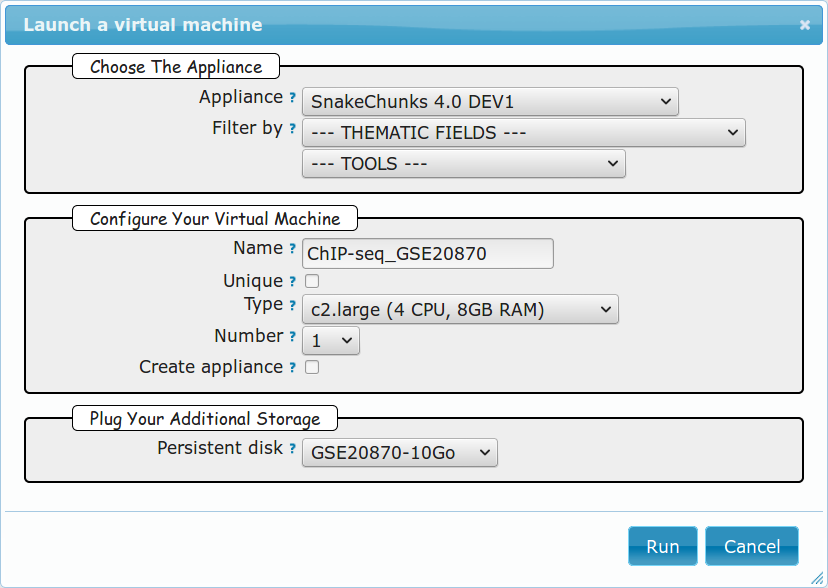 Launch a virtual machine ×
Choose The Appliance
Appliance ? SnakeChunks 4.0 DEV1
Filter by ? --- THEMATIC FIELDS ---
--- TOOLS ---
Configure Your Virtual Machine
Name ? ChIP-seq_GSE20870
Unique ?
Type ? c2.large (4 CPU, 8GB RAM)
Number ? 1
Create appliance ?
Plug Your Additional Storage
Persistent disk ? GSE20870-10Go
Run Cancel